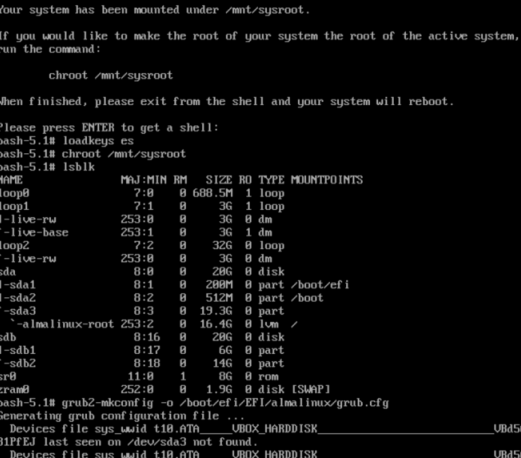 Your system has been mounted under /mnt/sysroot.
If you would like to make the root of your system the root of the active system,
run the command:
chroot /mnt/sysroot
When finished, please exit from the shell and your system will reboot.
Please press ENTER to get a shell:
bash-5.1# loadkeys es
bash-5.1# chroot /mnt/sysroot
bash-5.1# lsblk
NAME MAJ:MIN RM SIZE RO TYPE MOUNTPOINTS
loop0 7:0 0 688.5M 1 loop
loop1 7:1 0 3G 1 loop
|-live-rw 253:0 0 3G 0 dm
`-live-base 253:1 0 3G 1 dm
loop2 7:2 0 32G 0 loop
`-live-rw 253:0 0 3G 0 dm
sda 8:0 0 20G 0 disk
|-sda1 8:1 0 200M 0 part /boot/efi
|-sda2 8:2 0 512M 0 part /boot
`-sda3 8:3 0 19.3G 0 part
`-almalinux-root 253:2 0 16.4G 0 lvm /
sdb 8:16 0 20G 0 disk
|-sdb1 8:17 0 6G 0 part
`-sdb2 8:18 0 14G 0 part
sr0 11:0 1 8G 0 rom
zram0 252:0 0 1.9G 0 disk [SWAP]
bash-5.1# grub2-mkconfig -o /boot/efi/EFI/almalinux/grub.cfg
Generating grub configuration file ...
Devices file sys_wwid t10.ATA_____VBOX_HARDDISK___________________________VBd5
31PfEJ last seen on /dev/sda3 not found.
Devices file sys_wwid t10.ATA_____VBOX_HARDDISK___________________________VBd5